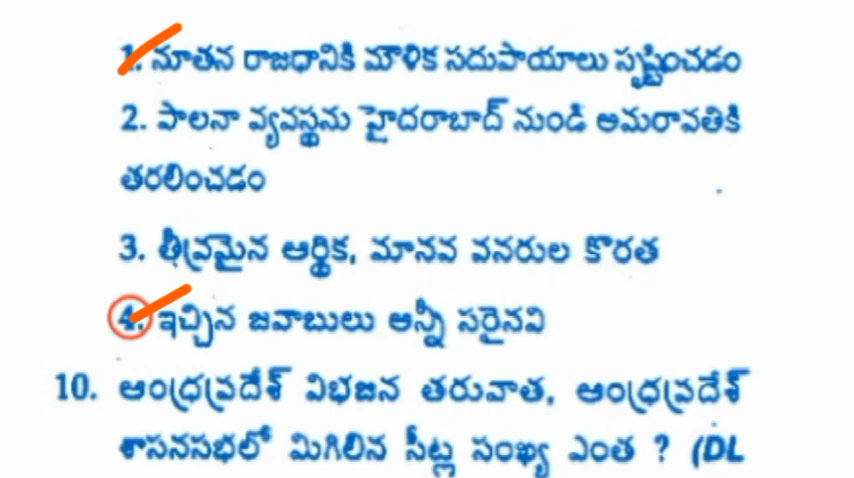 1. నూతన రాజధానికి మౌళిక సదుపాయాలు సృష్టించడం
2. పాలనా వ్యవస్థను హైదరాబాద్ నుండి అమరావతికి
తరలించడం
3. తీవ్రమైన ఆర్థిక, మానవ వనరుల కొరత
4. ఇచ్చిన జవాబులు అన్నీ సరైనవి
10. ఆంధ్రప్రదేశ్ విభజన తరువాత, ఆంధ్రప్రదేశ్
శాసనసభలో మిగిలిన సీట్ల సంఖ్య ఎంత ? (DL